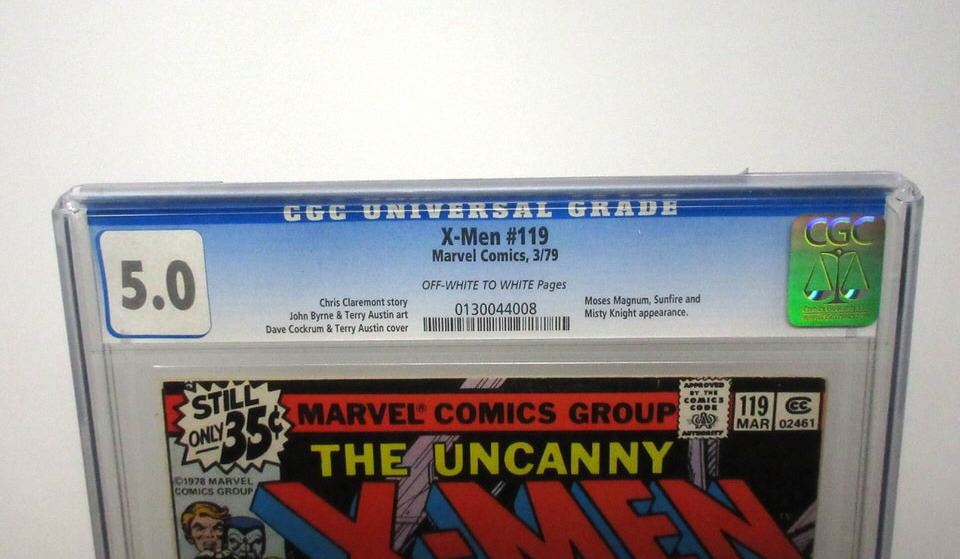 CGC UNIVERSAL GRADE
5.0
X-Men #119
Marvel Comics, 3/79
OFF-WHITE TO WHITE Pages
Chris Claremont story
John Byrne & Terry Austin art
Dave Cockrum & Terry Austin cover
0130044008
Moses Magnum, Sunfire and
Misty Knight appearance.
CGC
STILL
ONLY 35¢
MARVEL® COMICS GROUP
APPROVED
BY THE
COMICS
CODE
AUTHORITY
119
MAR
CC
02461
©1978 MARVEL
COMICS GROUP
THE UNCANNY
X-MEN